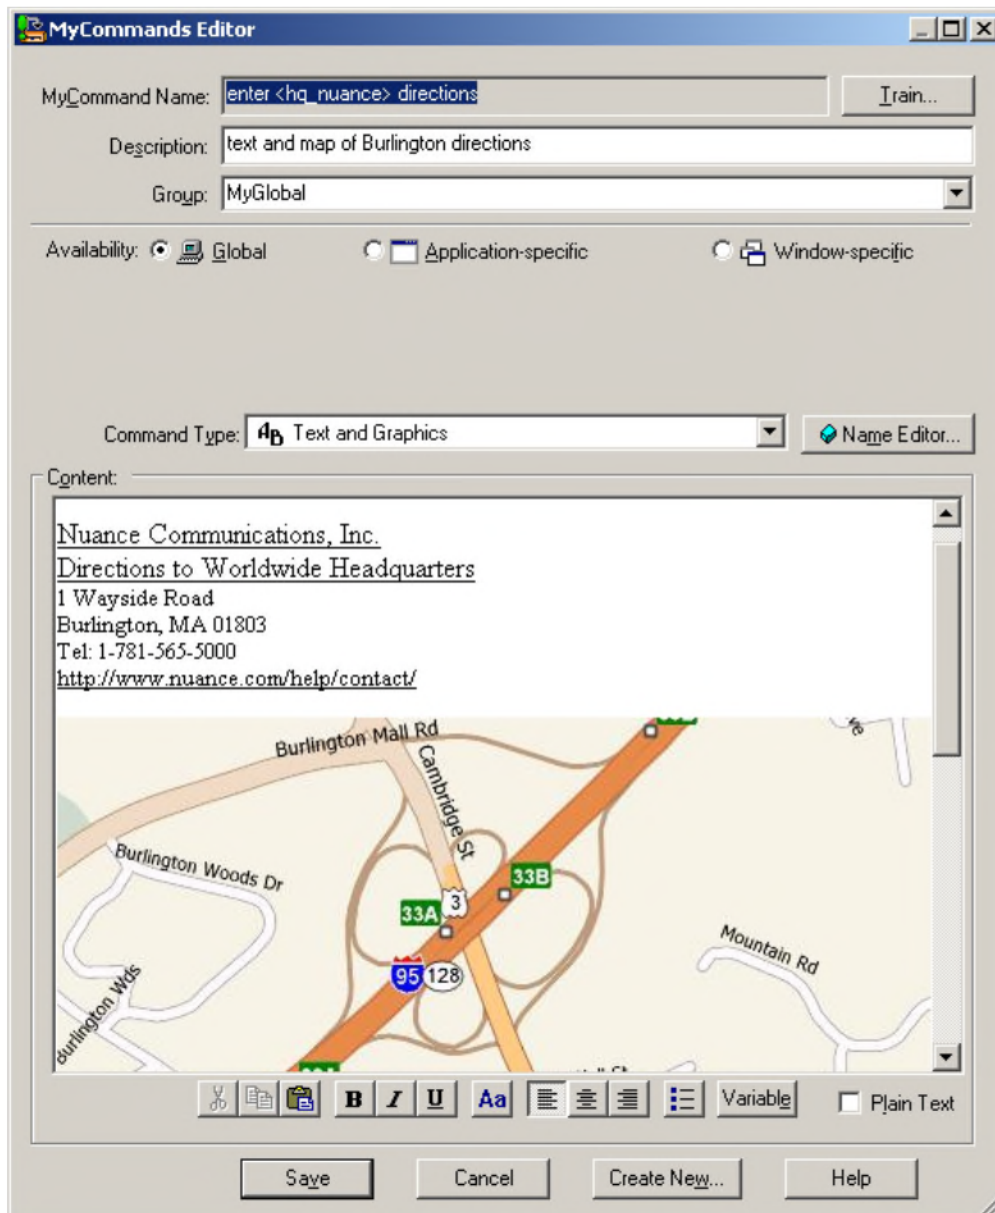 MyCommands Editor
MyCommand Name: enter <hq_nuance> directions Train...
Description: text and map of Burlington directions
Group: MyGlobal
Availability: Global Application-specific Window-specific
Command Type: AB Text and Graphics Name Editor...
Content:
Nuance Communications, Inc.
Directions to Worldwide Headquarters
1 Wayside Road
Burlington, MA 01803
Tel: 1-781-565-5000
http://www.nuance.com/help/contact/
Burlington Mall Rd
Cambridge St
Burlington Woods Dr
33B
33A
3
95 128
Mountain Rd
Burlington Wds
B I U Aa Variable Plain Text
Save Cancel Create New... Help